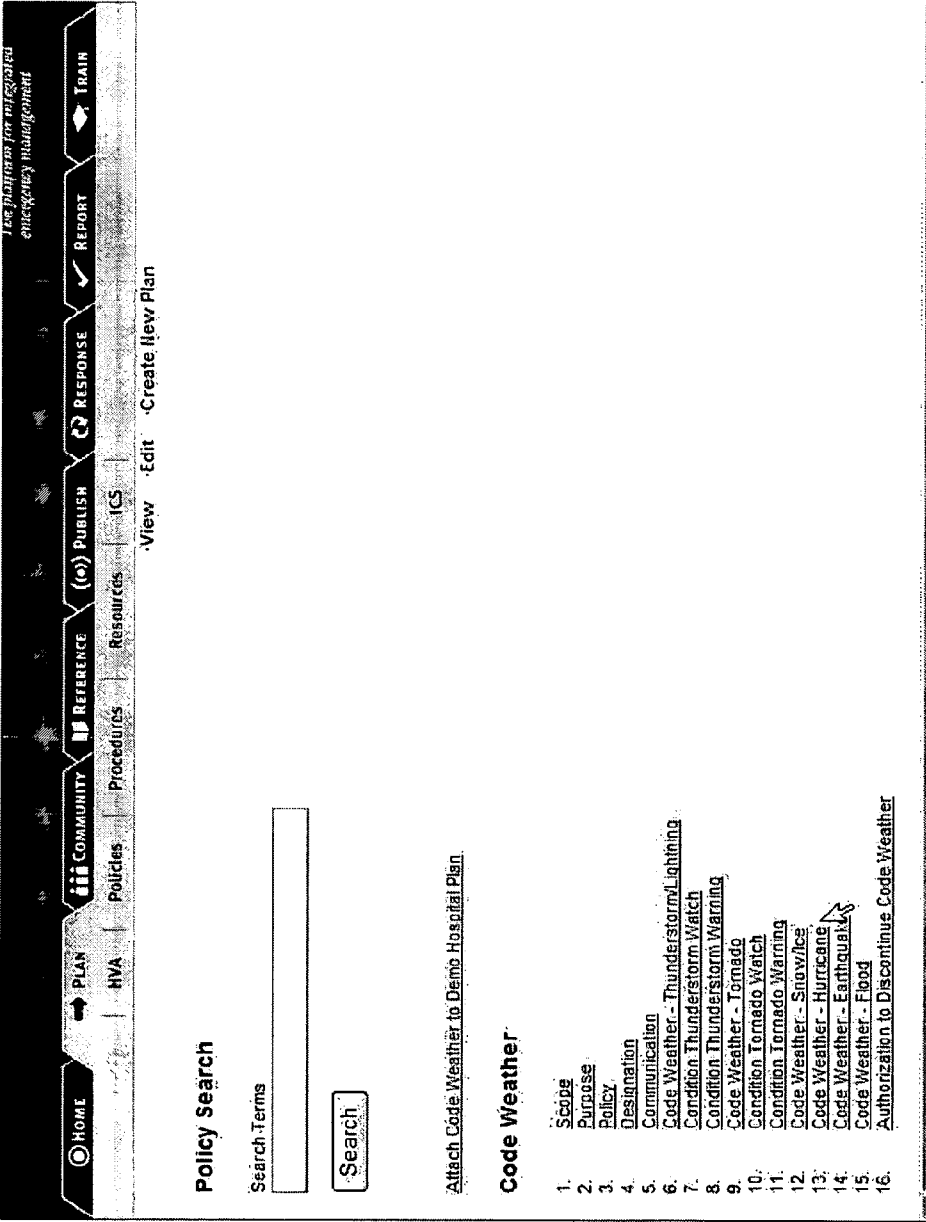 The platform for integrated
emergency management
HOME PLAN COMMUNITY REFERENCE ((•)) PUBLISH RESPONSE REPORT TRAIN
HVA Policies Procedures Resources ICS
·View ·Edit ·Create New Plan
Policy Search
Search Terms
Search
Attach Code Weather to Demo Hospital Plan
Code Weather
1. Scope
2. Purpose
3. Policy
4. Designation
5. Communication
6. Code Weather - Thunderstorm/Lightning
7. Condition Thunderstorm Watch
8. Condition Thunderstorm Warning
9. Code Weather - Tornado
10. Condition Tornado Watch
11. Condition Tornado Warning
12. Code Weather - Snow/Ice
13. Code Weather - Hurricane
14. Code Weather - Earthquake
15. Code Weather - Flood
16. Authorization to Discontinue Code Weather